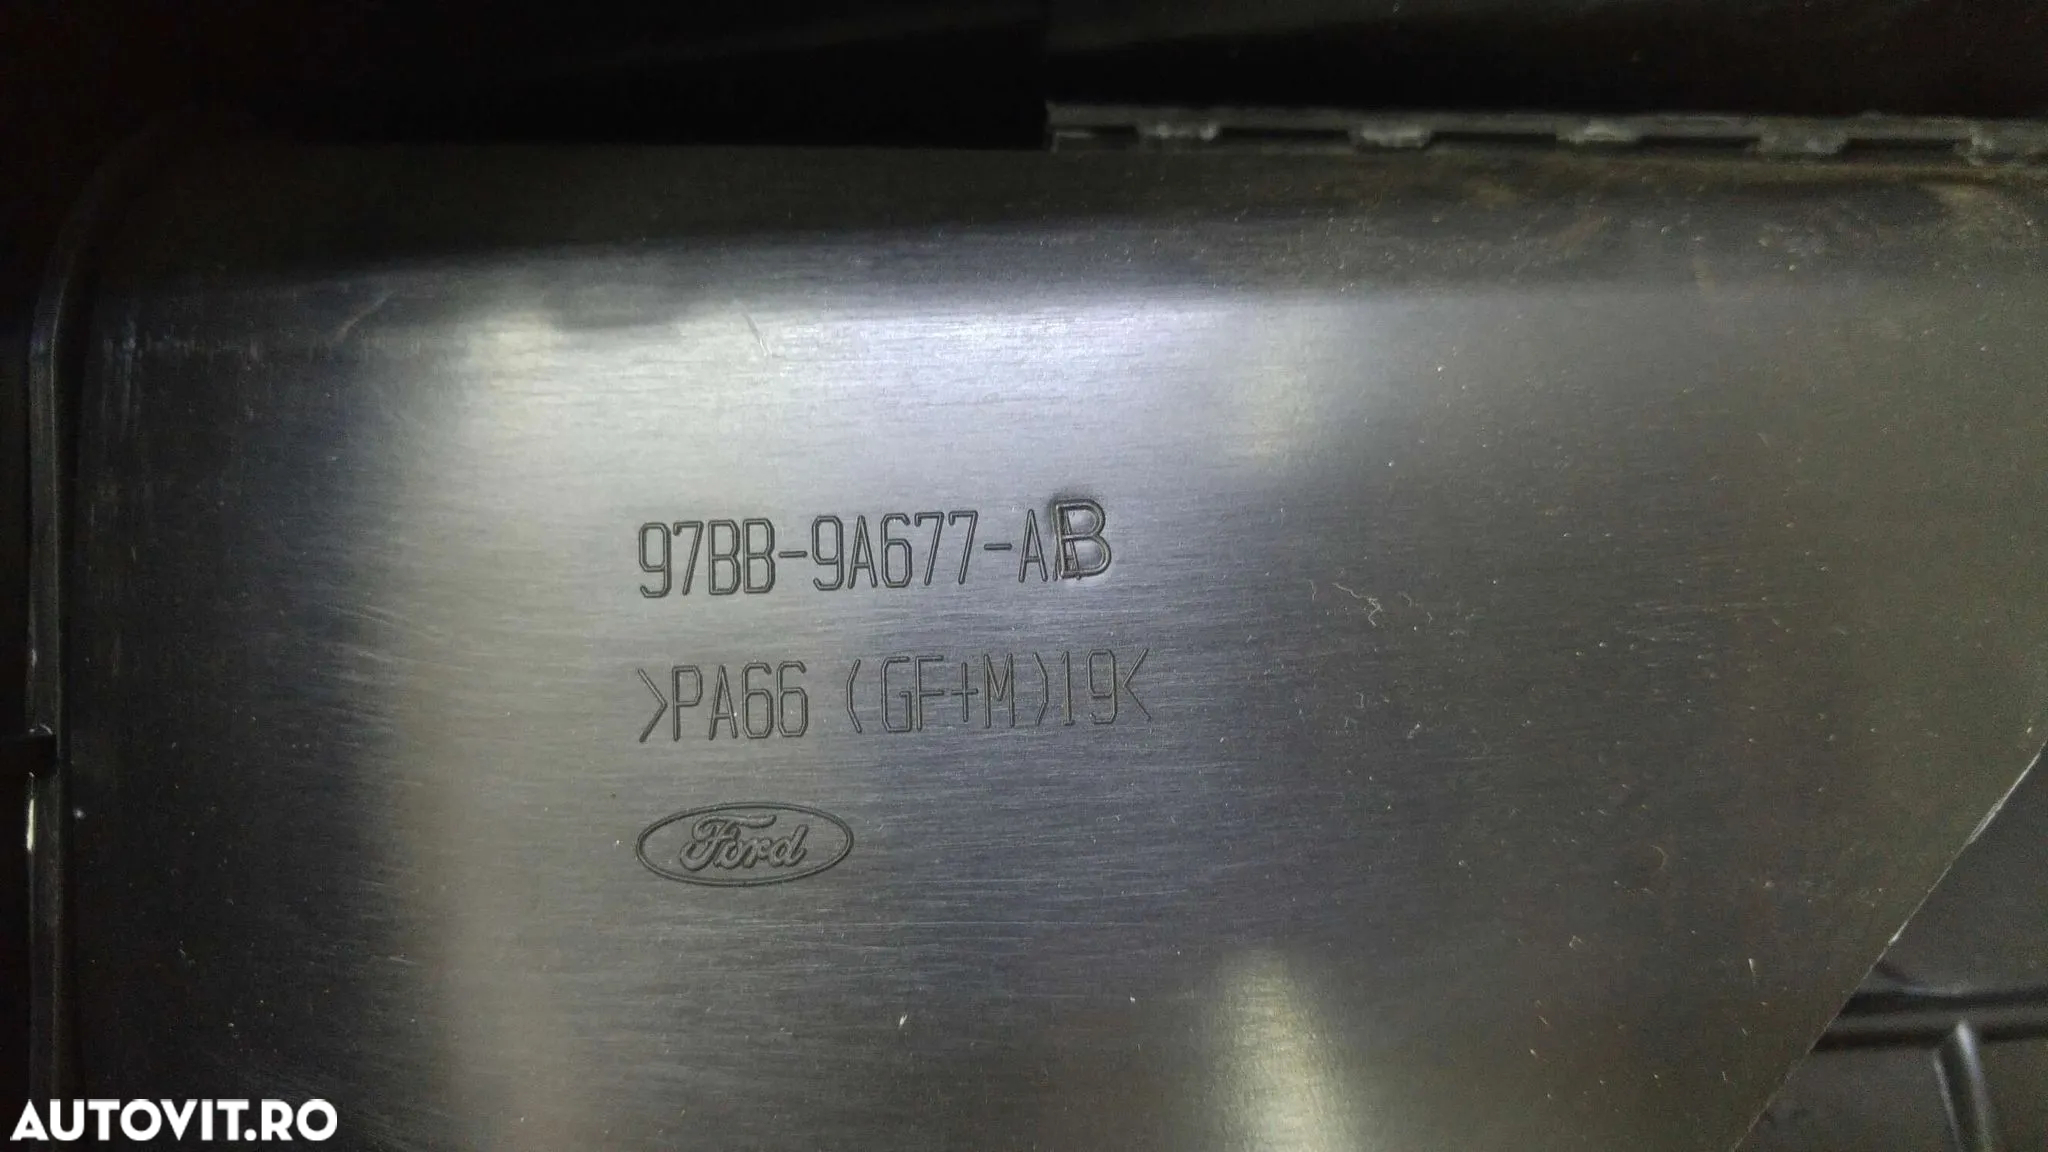 97BB-9A677-AB
>PA66 (GF+M)19<
Ford
AUTOVIT.RO